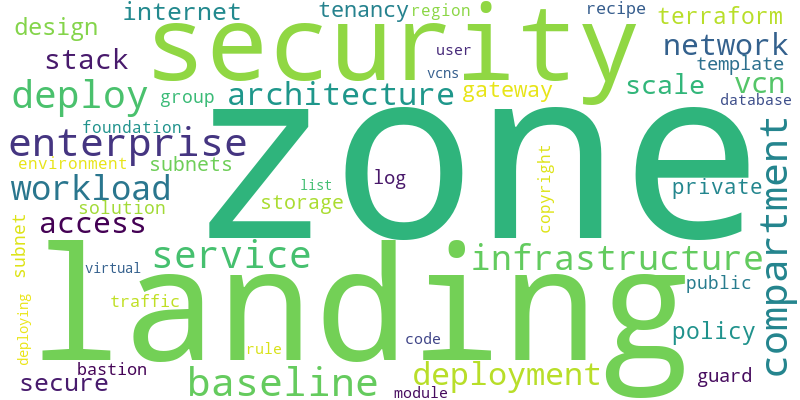 internet
tenancy
region
recipe
design
security
terraform
stack
user
network
vcns
template
deploy
group
architecture
gateway
scale
vcn
database
foundation
zone
enterprise
environment
subnets
log
copyright
private
compartment
workload
list
storage
solution
access
subnet
landing
service
infrastructure
virtual
traffic
public
deploying
rule
code
policy
bastion
secure
baseline
deployment
guard
module